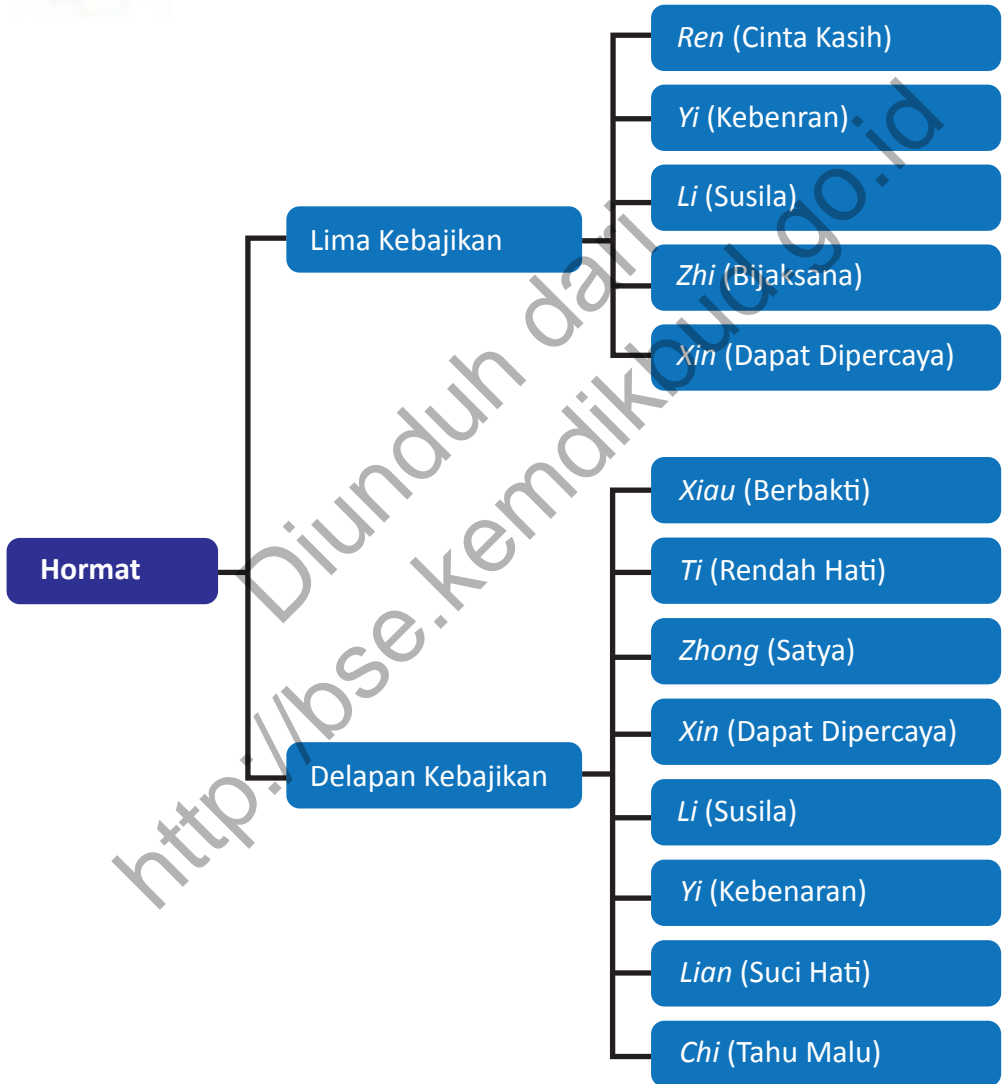 Hormat
Lima Kebajikan
Ren (Cinta Kasih)
Yi (Kebenran)
Li (Susila)
Zhi (Bijaksana)
Xin (Dapat Dipercaya)
Delapan Kebajikan
Xiau (Berbakti)
Ti (Rendah Hati)
Zhong (Satya)
Xin (Dapat Dipercaya)
Li (Susila)
Yi (Kebenaran)
Lian (Suci Hati)
Chi (Tahu Malu)
Diunduh dari
http://bse.kemdikbud.go.id